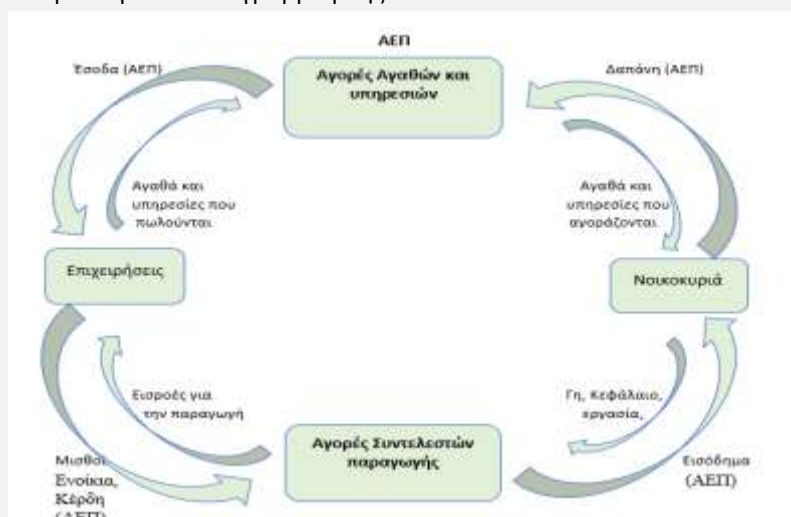 ΑΕΠ
Έσοδα (ΑΕΠ)
Αγορές Αγαθών και
υπηρεσιών
Δαπάνη (ΑΕΠ)
Αγαθά και
υπηρεσίες που
πωλούνται
Αγαθά και
υπηρεσίες που
αγοράζονται
Επιχειρήσεις
Νοικοκυριά
Εισροές για
την παραγωγή
Γη, Κεφάλαιο,
εργασία,
Αγορές Συντελεστών
παραγωγής
Μισθοί
Ενοίκια,
Κέρδη
(ΑΕΠ)
Εισόδημα
(ΑΕΠ)